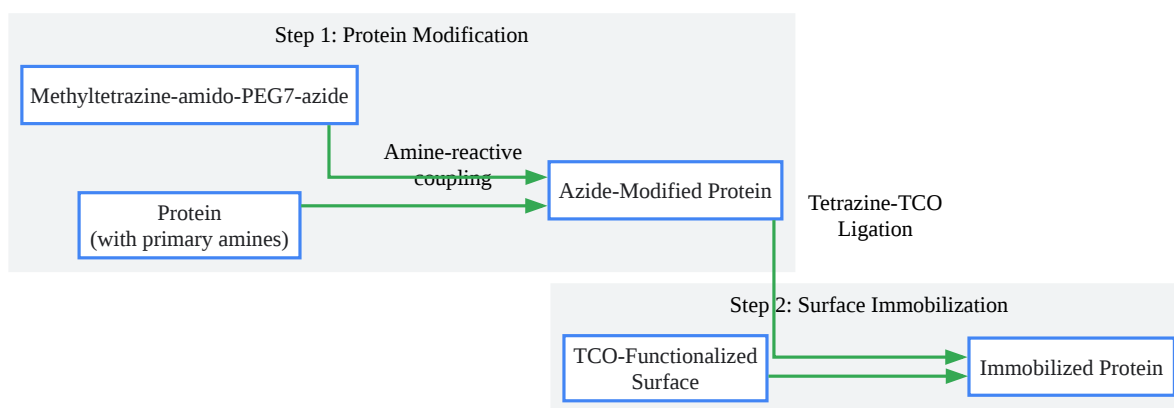 Step 1: Protein Modification
Methyltetrazine-amido-PEG7-azide
Amine-reactive
coupling
Azide-Modified Protein
Protein
(with primary amines)
Tetrazine-TCO
Ligation
Step 2: Surface Immobilization
TCO-Functionalized
Surface
Immobilized Protein